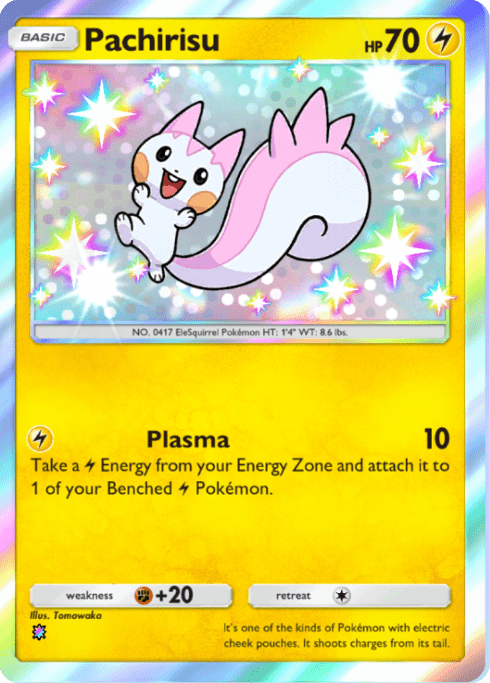 BASIC Pachirisu HP 70
NO. 0417 EleSquirrel Pokémon HT: 1'4" WT: 8.6 lbs.
Plasma 10
Take a Energy from your Energy Zone and attach it to
1 of your Benched Pokémon.
weakness +20 retreat
Illus. Tomowaka
It's one of the kinds of Pokémon with electric
cheek pouches. It shoots charges from its tail.